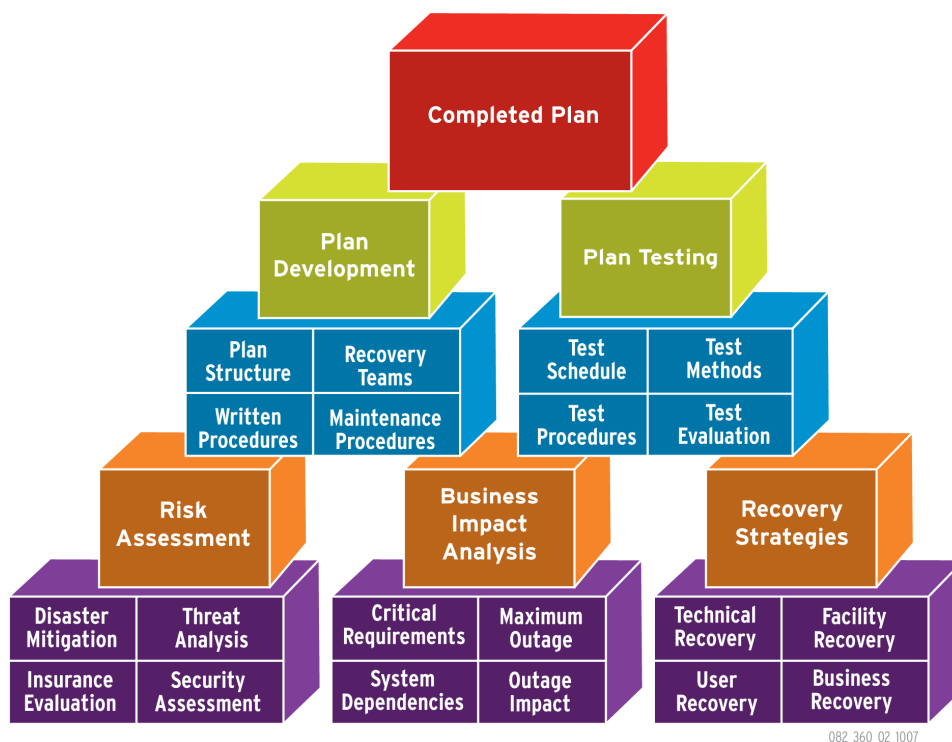 Completed Plan
Plan
Development
Plan Testing
Plan
Structure
Recovery
Teams
Written
Procedures
Maintenance
Procedures
Test
Schedule
Test
Methods
Test
Procedures
Test
Evaluation
Risk
Assessment
Business
Impact
Analysis
Recovery
Strategies
Disaster
Mitigation
Threat
Analysis
Insurance
Evaluation
Security
Assessment
Critical
Requirements
Maximum
Outage
System
Dependencies
Outage
Impact
Technical
Recovery
Facility
Recovery
User
Recovery
Business
Recovery
082 360 02 1007